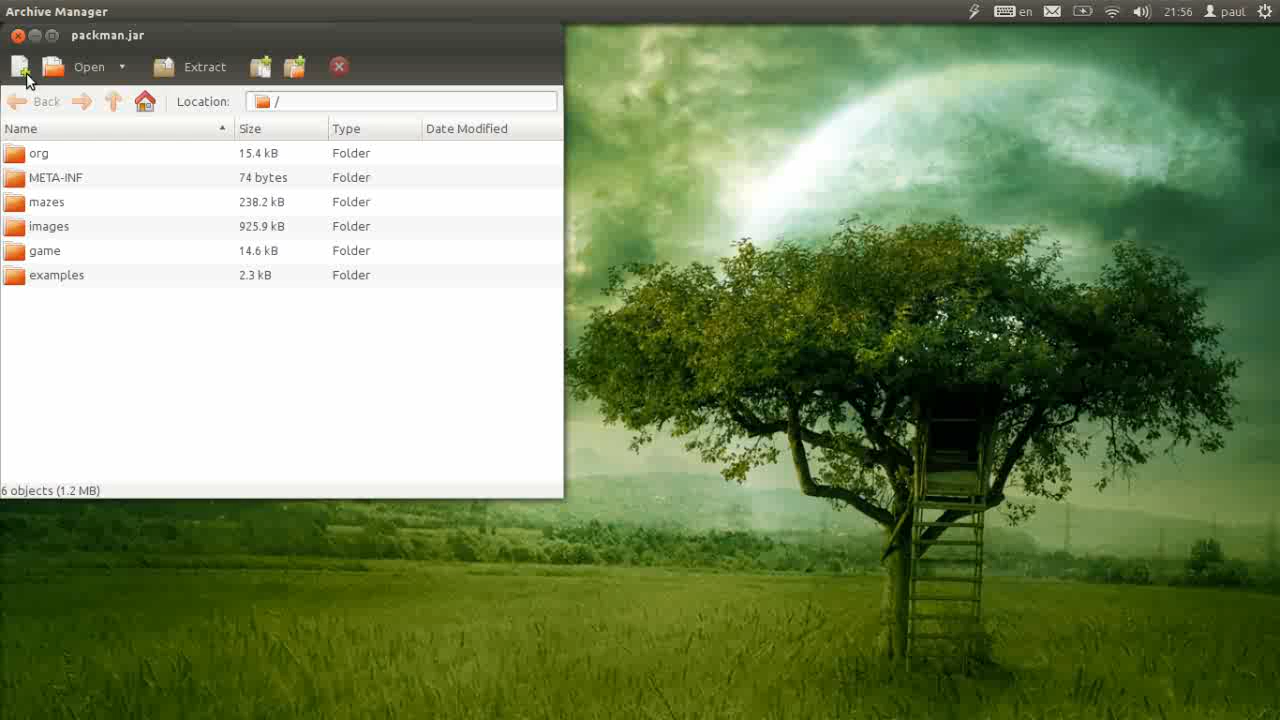 Archive Manager en 21:56 paul
packman.jar
Open Extract
Back Location: /
Name Size Type Date Modified
org 15.4 kB Folder
META-INF 74 bytes Folder
mazes 238.2 kB Folder
images 925.9 kB Folder
game 14.6 kB Folder
examples 2.3 kB Folder
6 objects (1.2 MB)